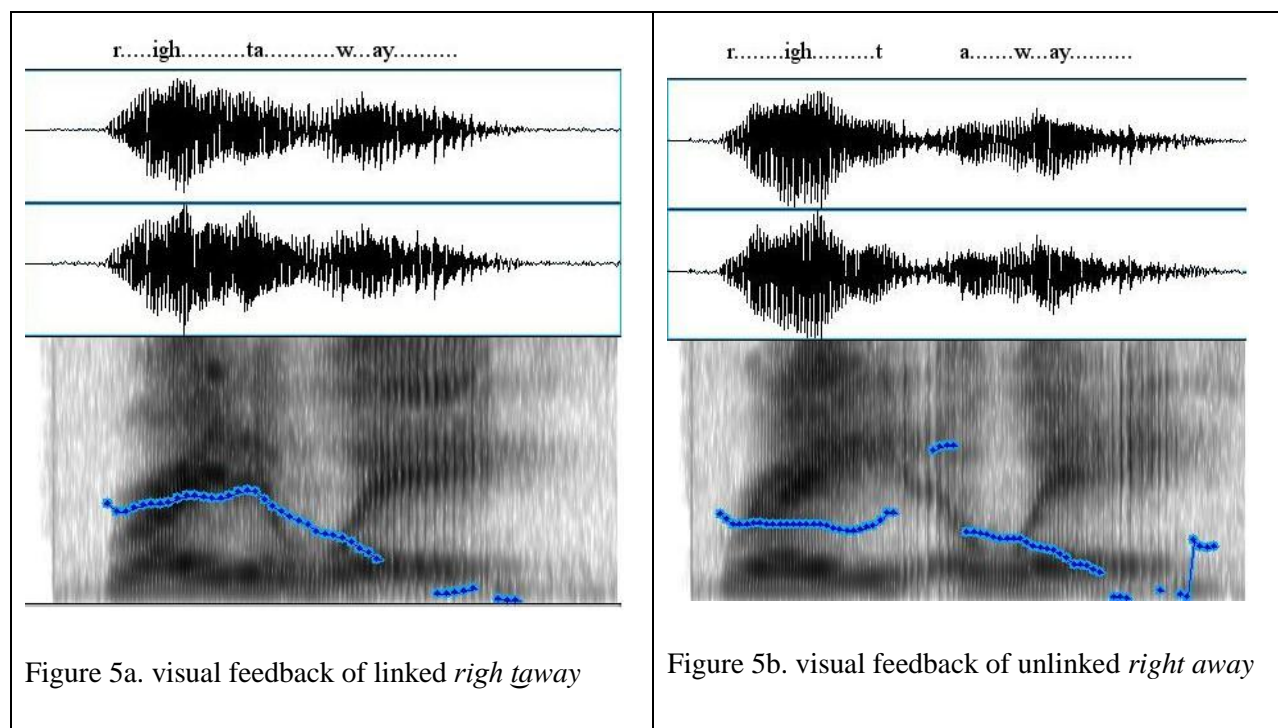 r.....igh..........ta...........w...ay..........
r........igh..........t a.......w...ay.........
Figure 5a. visual feedback of linked righ taway
Figure 5b. visual feedback of unlinked right away